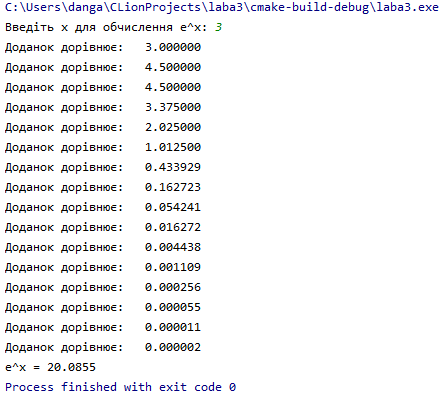 C:\Users\danga\CLionProjects\laba3\cmake-build-debug\laba3.exe
Введіть x для обчислення e^x: 3
Доданок дорівнює:   3.000000
Доданок дорівнює:   4.500000
Доданок дорівнює:   4.500000
Доданок дорівнює:   3.375000
Доданок дорівнює:   2.025000
Доданок дорівнює:   1.012500
Доданок дорівнює:   0.433929
Доданок дорівнює:   0.162723
Доданок дорівнює:   0.054241
Доданок дорівнює:   0.016272
Доданок дорівнює:   0.004438
Доданок дорівнює:   0.001109
Доданок дорівнює:   0.000256
Доданок дорівнює:   0.000055
Доданок дорівнює:   0.000011
Доданок дорівнює:   0.000002
e^x = 20.0855
Process finished with exit code 0